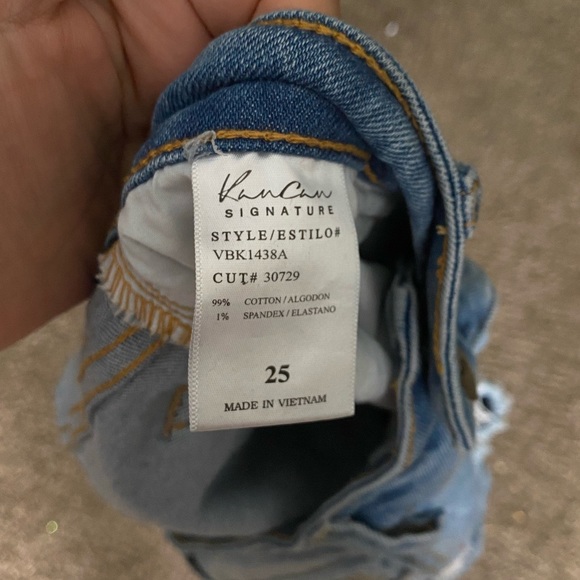 KanCan
SIGNATURE
STYLE/ESTILO#
VBK1438A
CUT# 30729
99% COTTON/ALGODON
1% SPANDEX/ELASTANO
25
MADE IN VIETNAM